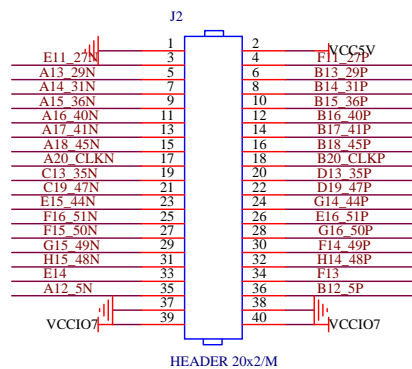 J2
1 2 VCC5V
E11_27N 3 4 F11_27P
A13_29N 5 6 B13_29P
A14_31N 7 8 B14_31P
A15_36N 9 10 B15_36P
A16_40N 11 12 B16_40P
A17_41N 13 14 B17_41P
A18_45N 15 16 B18_45P
A20_CLKN 17 18 B20_CLKP
C13_35N 19 20 D13_35P
C19_47N 21 22 D19_47P
E15_44N 23 24 G14_44P
F16_51N 25 26 E16_51P
F15_50N 27 28 G16_50P
G15_49N 29 30 F14_49P
H15_48N 31 32 H14_48P
E14 33 34 F13
A12_5N 35 36 B12_5P
37 38
VCCIO7 39 40 VCCIO7
HEADER 20x2/M